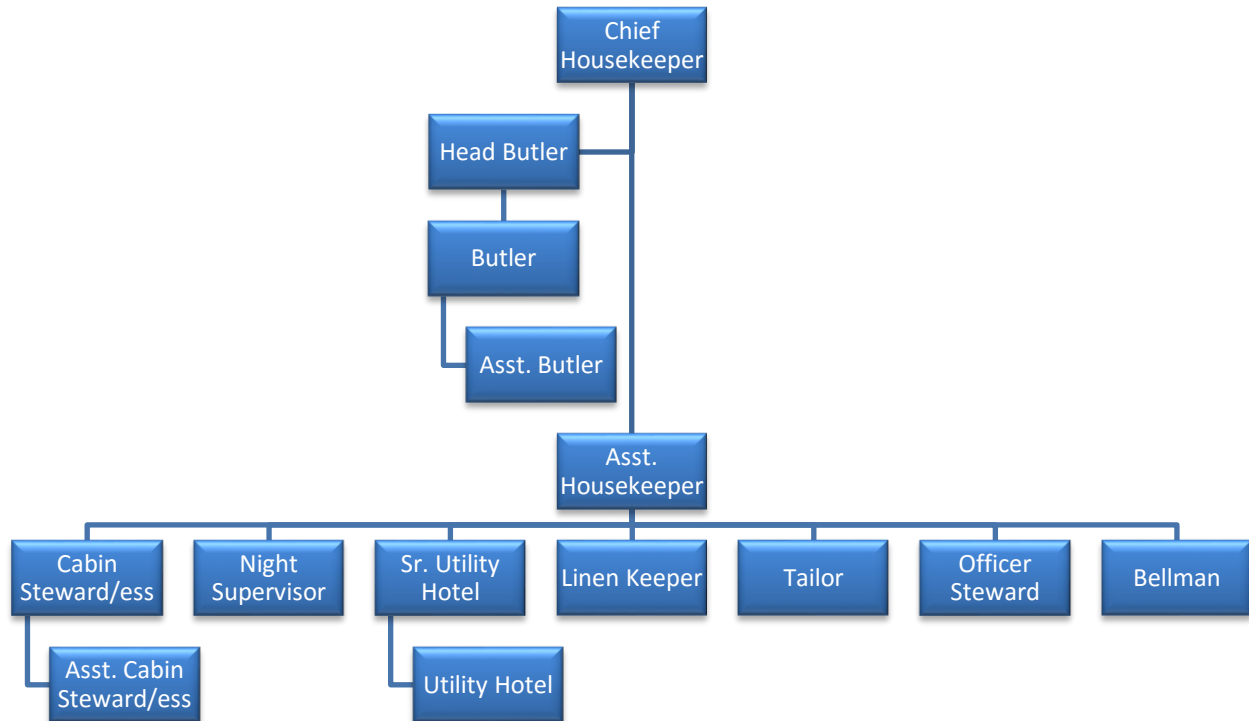 Chief
Housekeeper
Head Butler
Butler
Asst. Butler
Asst.
Housekeeper
Cabin
Steward/ess
Night
Supervisor
Sr. Utility
Hotel
Linen Keeper
Tailor
Officer
Steward
Bellman
Asst. Cabin
Steward/ess
Utility Hotel